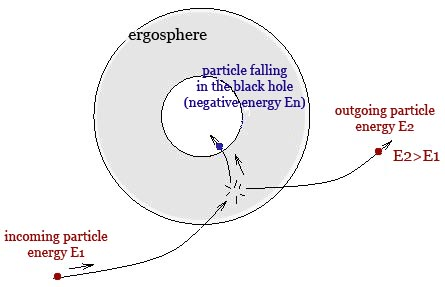 ergosphere
particle falling
in the black hole
(negative energy En)
outgoing particle
energy E2
E2>E1
incoming particle
energy E1